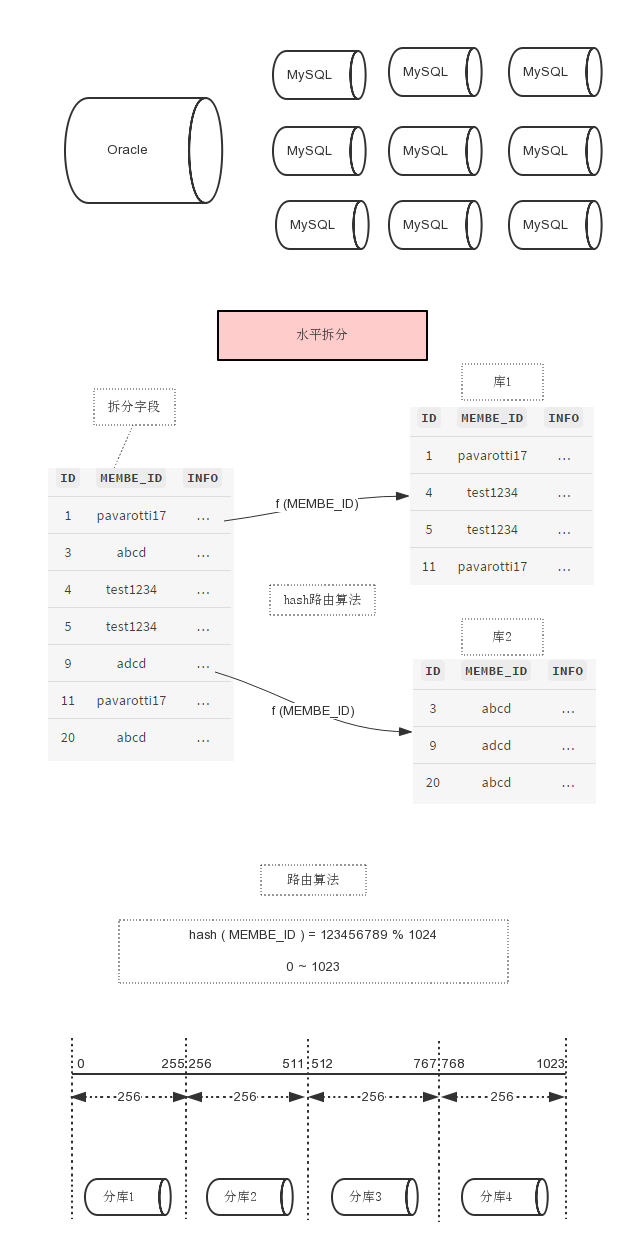 MySQL MySQL MySQL
Oracle
MySQL MySQL MySQL
MySQL MySQL MySQL
水平拆分
拆分字段
ID MEMBE_ID INFO
1 pavarotti17 ...
3 abcd ...
4 test1234 ...
5 test1234 ...
9 adcd ...
11 pavarotti17 ...
20 abcd ...
f (MEMBE_ID)
hash路由算法
f (MEMBE_ID)
库1
ID MEMBE_ID INFO
1 pavarotti17 ...
4 test1234 ...
5 test1234 ...
11 pavarotti17 ...
库2
ID MEMBE_ID INFO
3 abcd ...
9 adcd ...
20 abcd ...
路由算法
hash ( MEMBE_ID ) = 123456789 % 1024
0 ~ 1023
0 255 256 511 512 767 768 1023
256 256 256 256
分库1 分库2 分库3 分库4